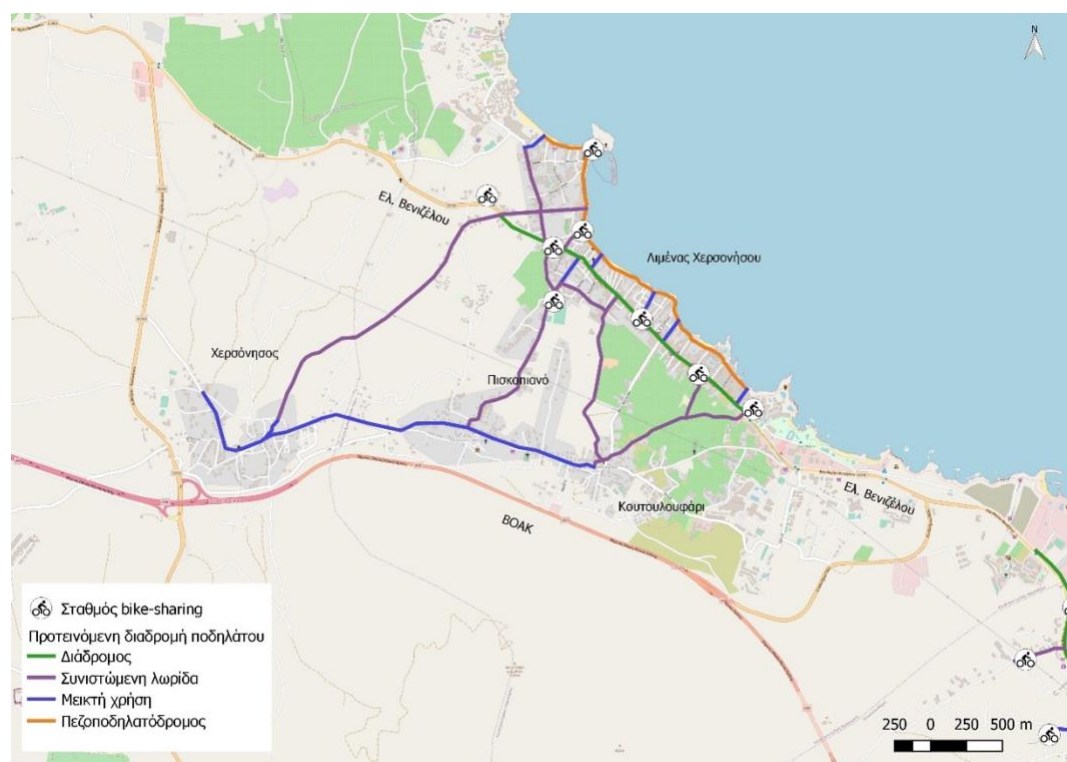 N
Ελ. Βενιζέλου
Λιμένας Χερσονήσου
Χερσόνησος
Πισκοπιανό
Κουτουλουφάρι
Ελ. Βενιζέλου
ΒΟΑΚ
Σταθμός bike-sharing
Προτεινόμενη διαδρομή ποδηλάτου
Διάδρομος
Συνιστώμενη λωρίδα
Μεικτή χρήση
Πεζοποδηλατόδρομος
250 0 250 500 m